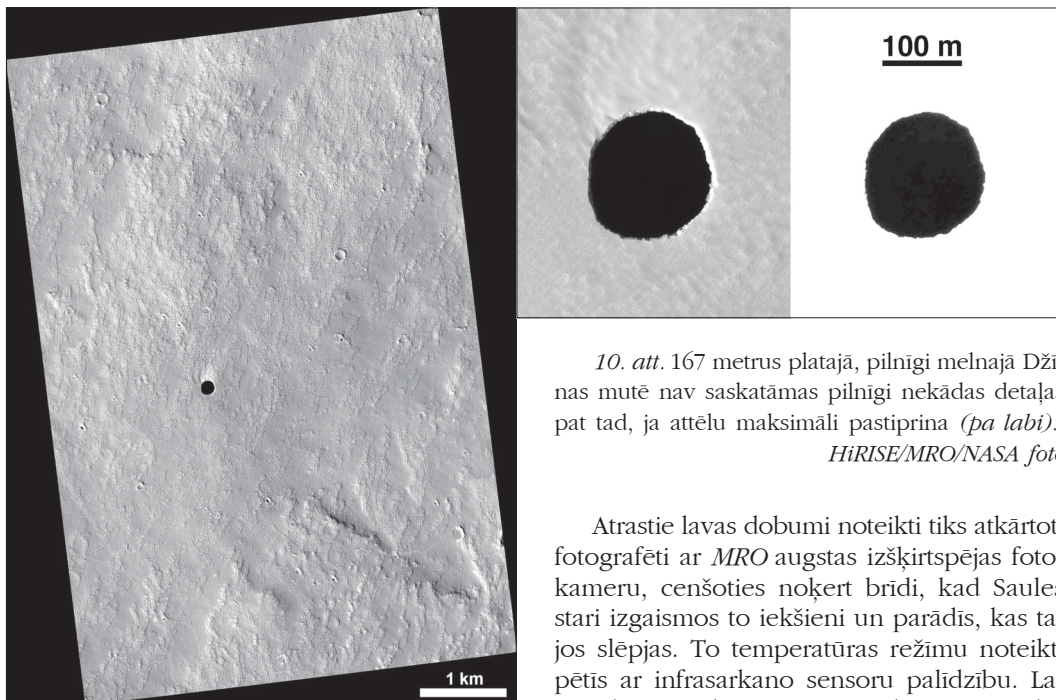 100 m
10. att. 167 metrus platajā, pilnīgi melnajā Džī
nas mutē nav saskatāmas pilnīgi nekādas detaļa
pat tad, ja attēlu maksimāli pastiprina (pa labi).
HiRISE/MRO/NASA foto
Atrastie lavas dobumi noteikti tiks atkārtot
fotografēti ar MRO augstas izšķirtspējas foto
kameru, cenšoties noķert brīdi, kad Saules
stari izgaismos to iekšieni un parādīs, kas ta
jos slēpjas. To temperatūras režīmu noteikt
pētīs ar infrasarkano sensoru palīdzību. La
1 km